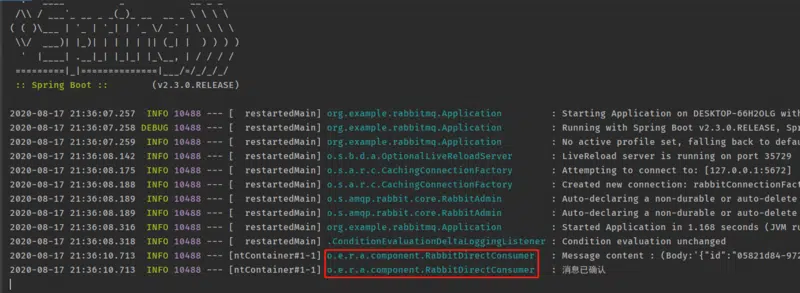 :: Spring Boot ::        (v2.3.0.RELEASE)
2020-08-17 21:36:07.257  INFO 10488 --- [  restartedMain] org.example.rabbitmq.Application         : Starting Application on DESKTOP-66H2OLG with
2020-08-17 21:36:07.258 DEBUG 10488 --- [  restartedMain] org.example.rabbitmq.Application         : Running with Spring Boot v2.3.0.RELEASE, Spr
2020-08-17 21:36:07.259  INFO 10488 --- [  restartedMain] org.example.rabbitmq.Application         : No active profile set, falling back to defau
2020-08-17 21:36:08.142  INFO 10488 --- [  restartedMain] o.s.b.d.a.OptionalLiveReloadServer       : LiveReload server is running on port 35729
2020-08-17 21:36:08.175  INFO 10488 --- [  restartedMain] o.s.a.r.c.CachingConnectionFactory       : Attempting to connect to: [127.0.0.1:5672]
2020-08-17 21:36:08.188  INFO 10488 --- [  restartedMain] o.s.a.r.c.CachingConnectionFactory       : Created new connection: rabbitConnectionFact
2020-08-17 21:36:08.189  INFO 10488 --- [  restartedMain] o.s.amqp.rabbit.core.RabbitAdmin         : Auto-declaring a non-durable or auto-delete
2020-08-17 21:36:08.189  INFO 10488 --- [  restartedMain] o.s.amqp.rabbit.core.RabbitAdmin         : Auto-declaring a non-durable or auto-delete
2020-08-17 21:36:08.316  INFO 10488 --- [  restartedMain] org.example.rabbitmq.Application         : Started Application in 1.168 seconds (JVM ru
2020-08-17 21:36:08.318  INFO 10488 --- [  restartedMain] .ConditionEvaluationDeltaLoggingListener : Condition evaluation unchanged
2020-08-17 21:36:10.713  INFO 10488 --- [ntContainer#1-1] o.e.r.a.component.RabbitDirectConsumer   : Message content : (Body:'{"id":"05821d84-972
2020-08-17 21:36:10.713  INFO 10488 --- [ntContainer#1-1] o.e.r.a.component.RabbitDirectConsumer   : 消息已确认